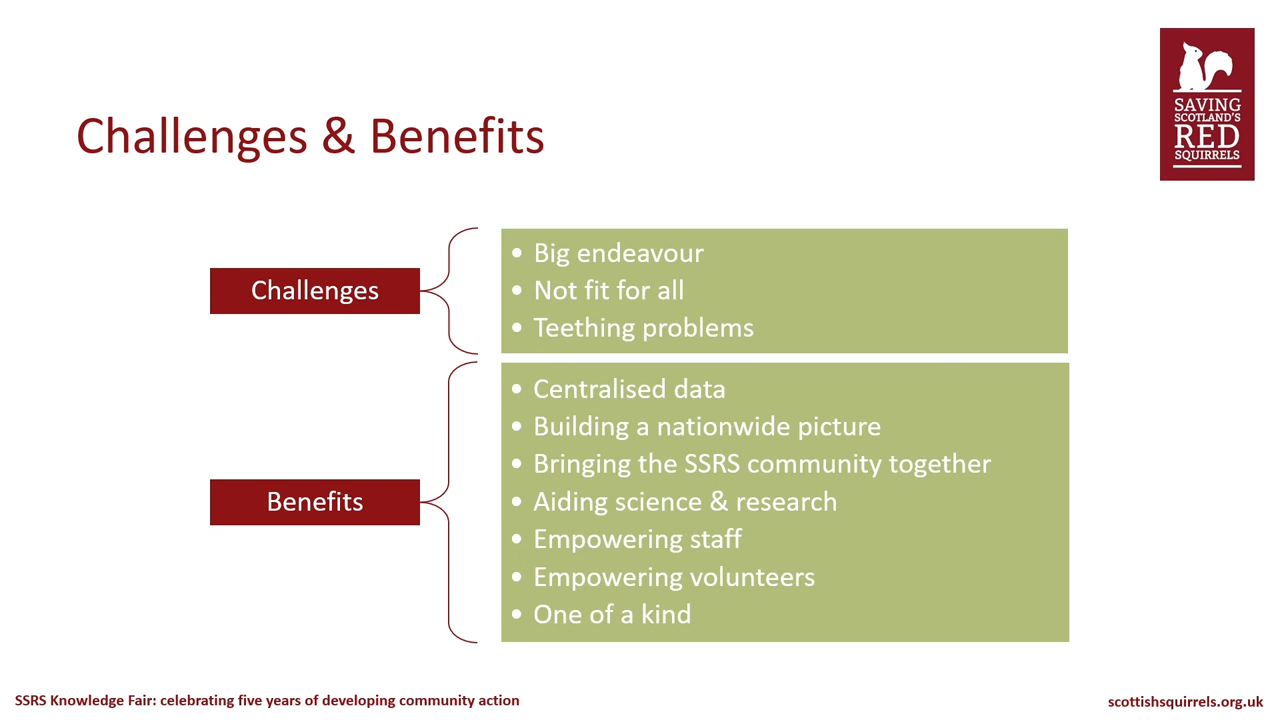 SAVING
SCOTLAND'S
RED
SQUIRRELS
Challenges & Benefits
Challenges
• Big endeavour
• Not fit for all
• Teething problems
Benefits
• Centralised data
• Building a nationwide picture
• Bringing the SSRS community together
• Aiding science & research
• Empowering staff
• Empowering volunteers
• One of a kind
SSRS Knowledge Fair: celebrating five years of developing community action
scottishsquirrels.org.uk